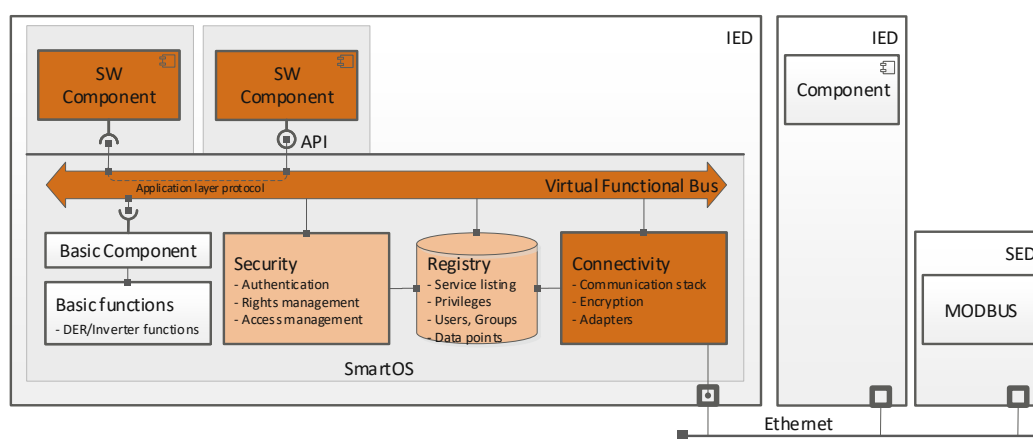 IED
SW
Component
SW
Component
API
Application layer protocol
Virtual Functional Bus
Basic Component
Basic functions
- DER/Inverter functions
Security
- Authentication
- Rights management
- Access management
Registry
- Service listing
- Privileges
- Users, Groups
- Data points
Connectivity
- Communication stack
- Encryption
- Adapters
SmartOS
IED
Component
SED
MODBUS
Ethernet